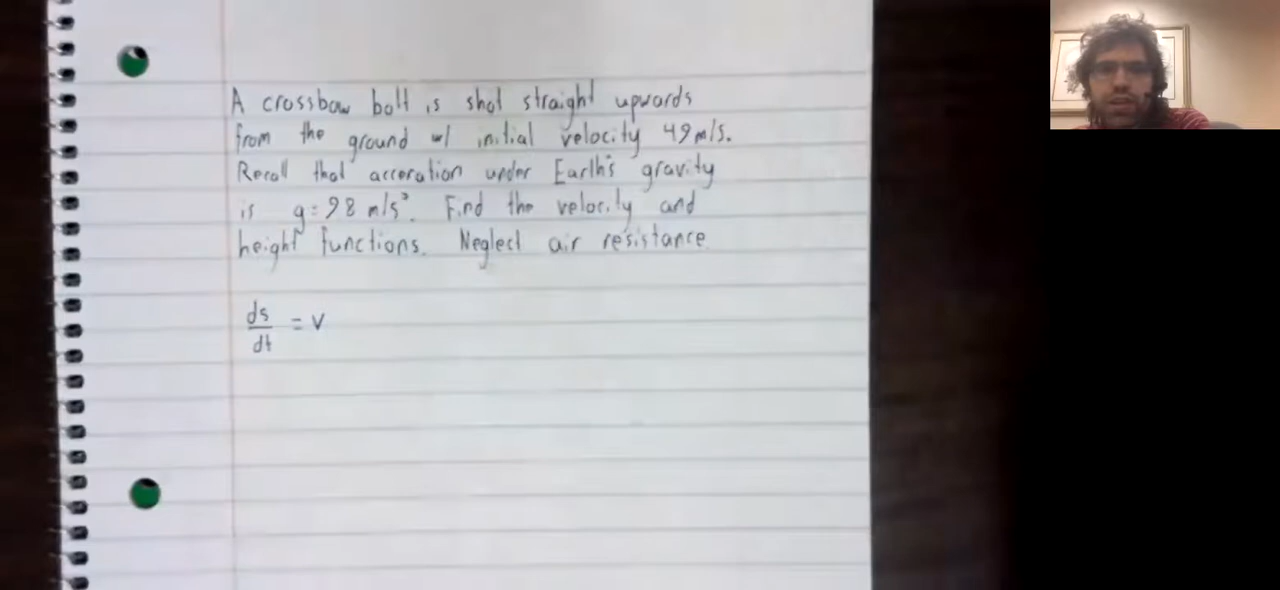 A crossbow bolt is shot straight upwards
from the ground w/ initial velocity 49 m/s.
Recall that acceration under Earth's gravity
is g = 9.8 m/s². Find the velocity and
height functions. Neglect air resistance.
ds/dt = v